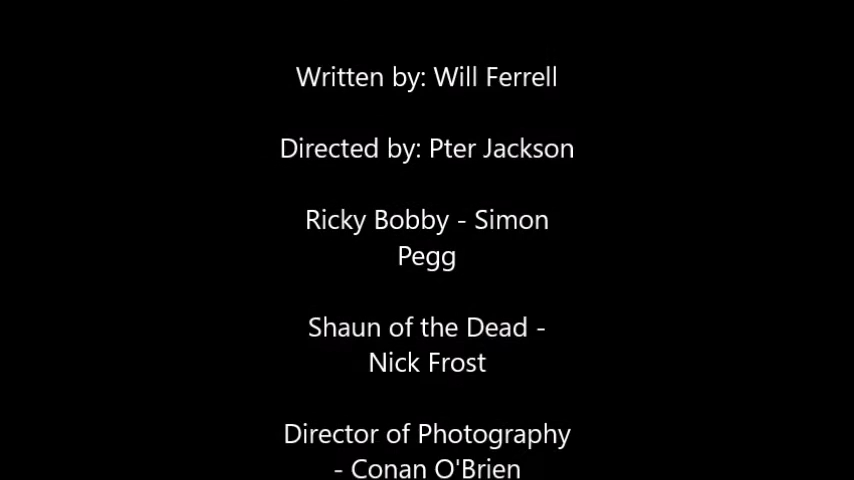 Written by: Will Ferrell
Directed by: Pter Jackson
Ricky Bobby - Simon
Pegg
Shaun of the Dead -
Nick Frost
Director of Photography
- Conan O'Brien